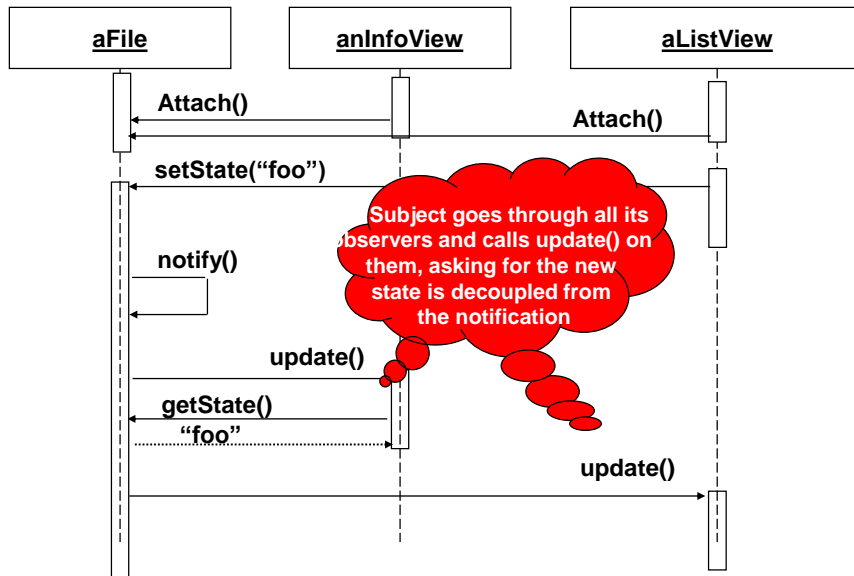 aFile
anInfoView
aListView
Attach()
Attach()
setState(“foo”)
Subject goes through all its
observers and calls update() on
them, asking for the new
state is decoupled from
the notification
notify()
update()
getState()
“foo”
update()